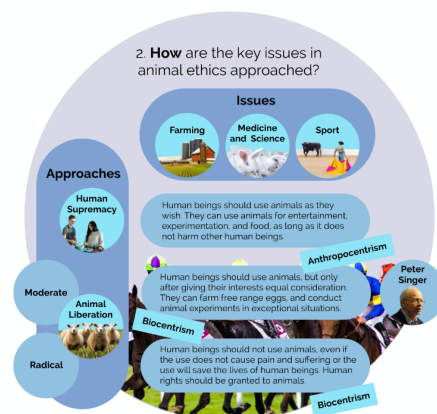 2. How are the key issues in
animal ethics approached?
Issues
Farming
Medicine
and Science
Sport
Approaches
Human
Supremacy
Human beings should use animals as they
wish. They can use animals for entertainment,
experimentation, and food, as long as it does
not harm other human beings.
Anthropocentrism
Moderate
Animal
Liberation
Radical
Human beings should use animals, but only
after giving their interests equal consideration.
They can farm free range eggs, and conduct
animal experiments in exceptional situations.
Peter
Singer
Biocentrism
Human beings should not use animals, even if
the use does not cause pain and suffering or the
use will save the lives of human beings. Human
rights should be granted to animals.
Biocentrism